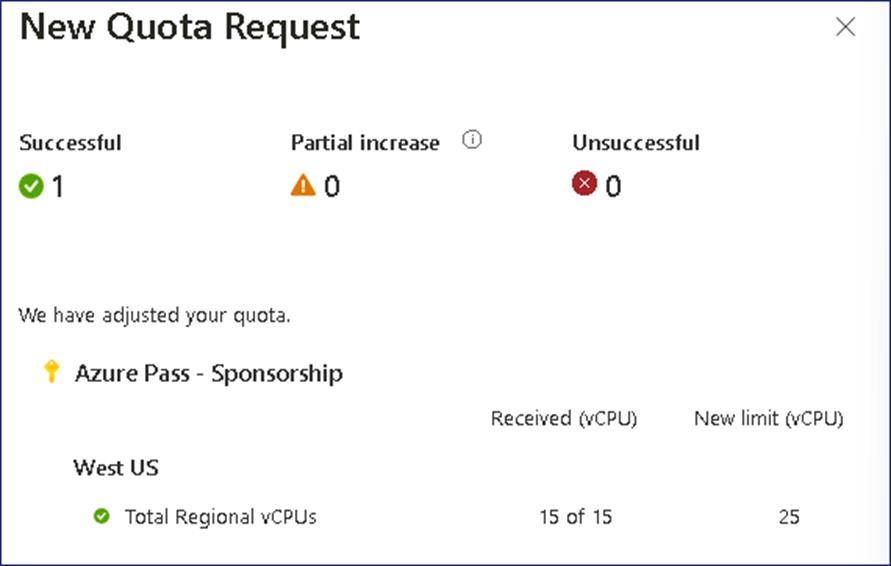 New Quota Request
Successful Partial increase Unsuccessful
1 0 0
We have adjusted your quota.
Azure Pass - Sponsorship
Received (vCPU) New limit (vCPU)
West US
Total Regional vCPUs 15 of 15 25